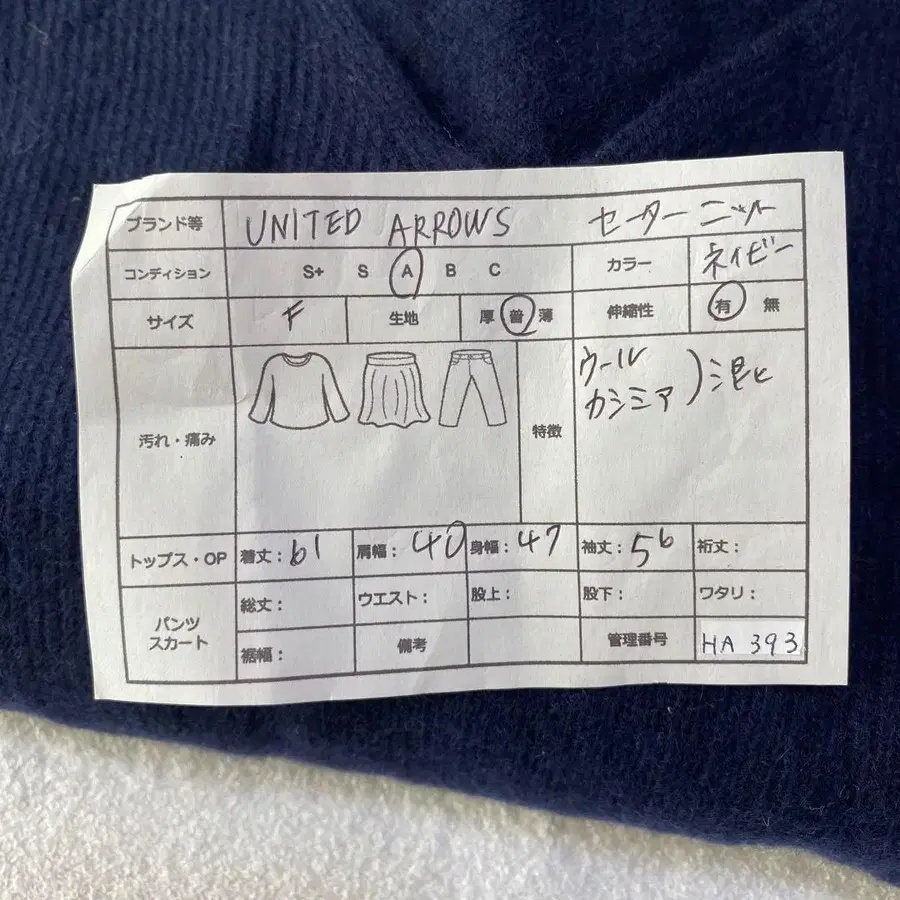 ブランド等 UNITED ARROWS セーター ニット
コンディション S+ S A B C カラー ネイビー
サイズ F 生地 厚 普 薄 伸縮性 有 無
汚れ・痛み 特徴 ウール
カシミア ) 混
トップス・OP 着丈：61 肩幅：40 身幅：47 袖丈：56 裄丈：
パンツ
スカート
総丈： ウエスト： 股上： 股下： ワタリ：
裾幅： 備考 管理番号 HA 393